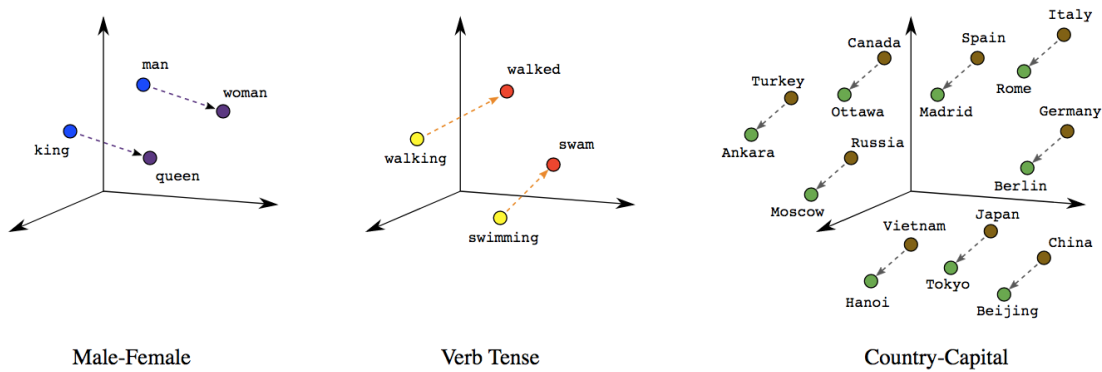 man
woman
king
queen
Male-Female
walked
walking
swam
swimming
Verb Tense
Italy
Canada
Spain
Rome
Turkey
Ottawa
Madrid
Germany
Ankara
Russia
Berlin
Moscow
Vietnam
Japan
China
Hanoi
Tokyo
Beijing
Country-Capital